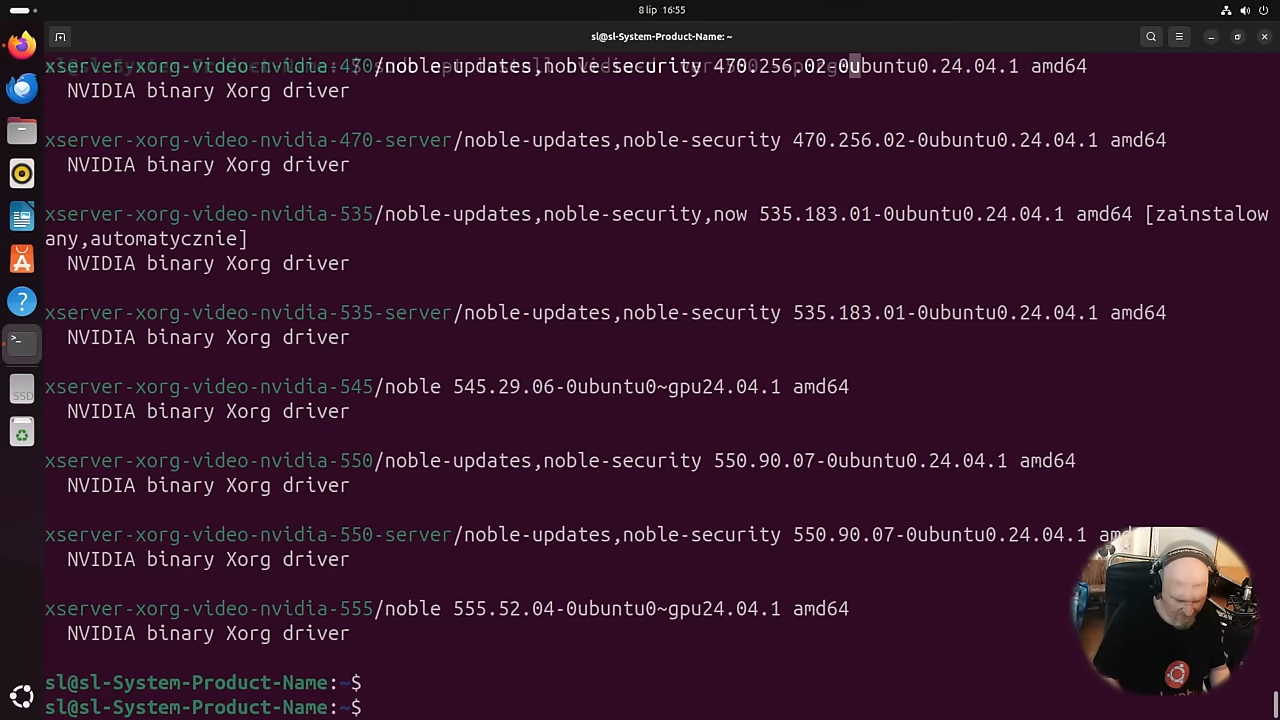 8 lip  16:55
sl@sl-System-Product-Name: ~
xserver-xorg-video-nvidia-470/noble-updates,noble-security 470.256.02-0ubuntu0.24.04.1 amd64
  NVIDIA binary Xorg driver
xserver-xorg-video-nvidia-470-server/noble-updates,noble-security 470.256.02-0ubuntu0.24.04.1 amd64
  NVIDIA binary Xorg driver
xserver-xorg-video-nvidia-535/noble-updates,noble-security,now 535.183.01-0ubuntu0.24.04.1 amd64 [zainstalow
any,automatycznie]
  NVIDIA binary Xorg driver
xserver-xorg-video-nvidia-535-server/noble-updates,noble-security 535.183.01-0ubuntu0.24.04.1 amd64
  NVIDIA binary Xorg driver
xserver-xorg-video-nvidia-545/noble 545.29.06-0ubuntu0~gpu24.04.1 amd64
  NVIDIA binary Xorg driver
xserver-xorg-video-nvidia-550/noble-updates,noble-security 550.90.07-0ubuntu0.24.04.1 amd64
  NVIDIA binary Xorg driver
xserver-xorg-video-nvidia-550-server/noble-updates,noble-security 550.90.07-0ubuntu0.24.04.1
  NVIDIA binary Xorg driver
xserver-xorg-video-nvidia-555/noble 555.52.04-0ubuntu0~gpu24.04.1 amd64
  NVIDIA binary Xorg driver
SSD
sl@sl-System-Product-Name:~$
sl@sl-System-Product-Name:~$